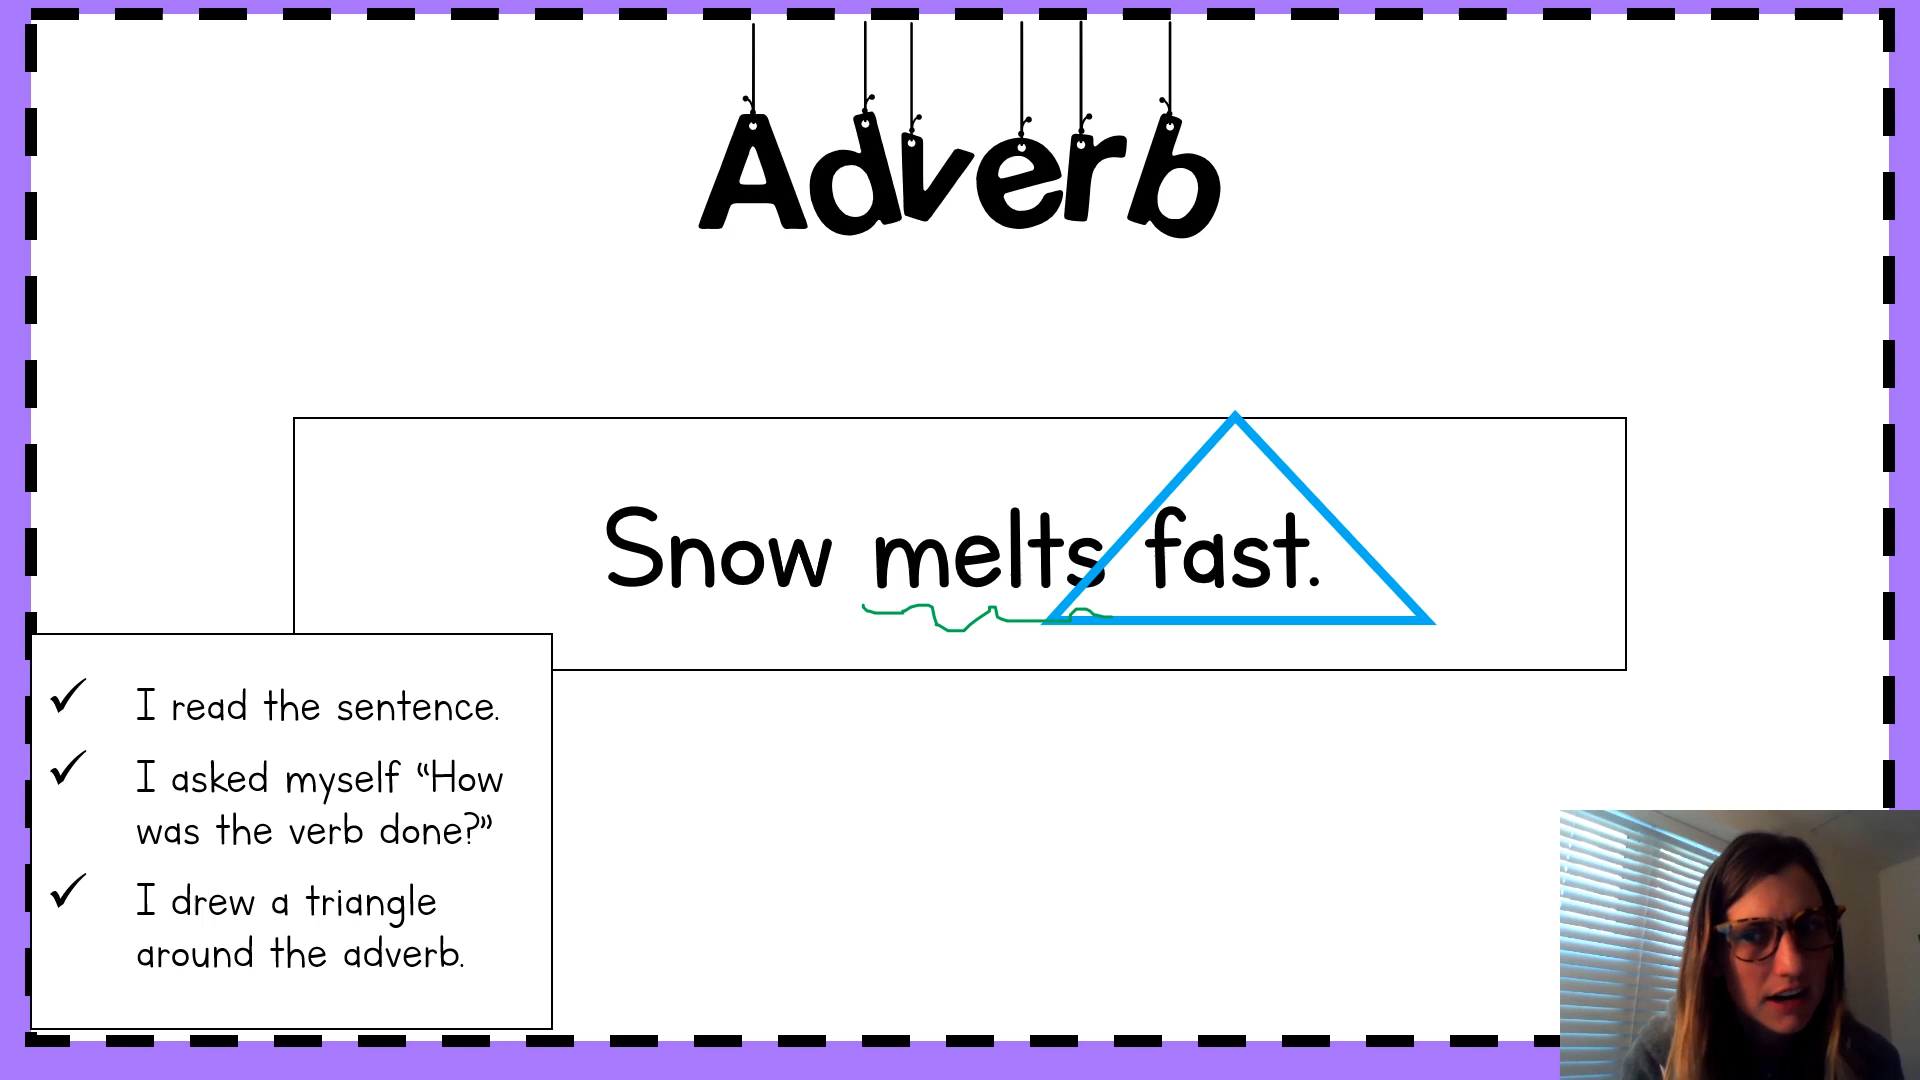 Adverb
Snow melts fast.
✓ I read the sentence.
✓ I asked myself “How
was the verb done?”
✓ I drew a triangle
around the adverb.